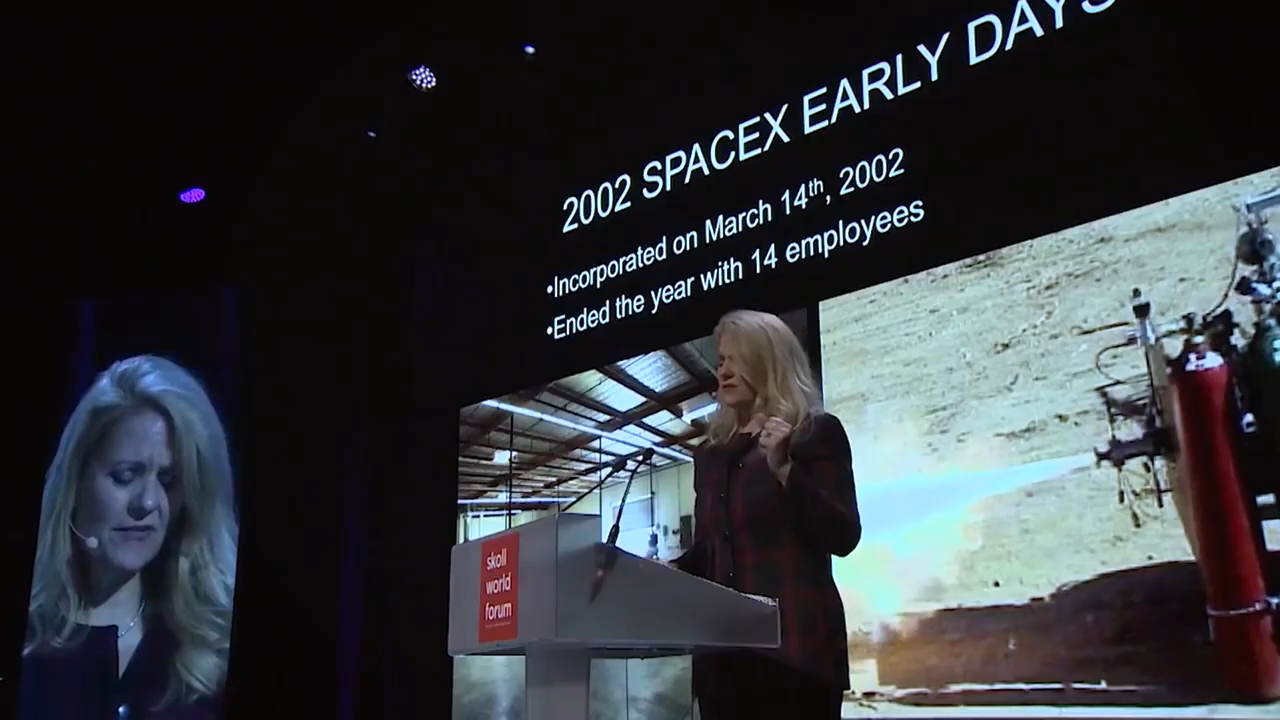 2002 SPACEX EARLY DAYS
•Incorporated on March 14th, 2002
•Ended the year with 14 employees
skoll
world
forum